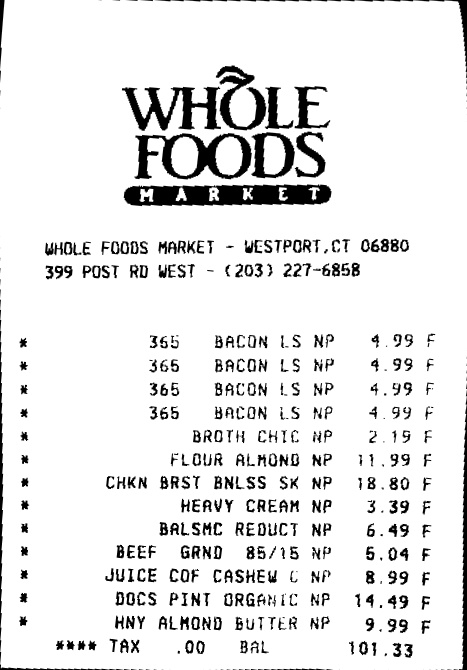 WHOLE
FOODS
MARKET
WHOLE FOODS MARKET - WESTPORT,CT 06880
399 POST RD WEST - (203) 227-6858
* 365 BACON LS NP 4.99 F
* 365 BACON LS NP 4.99 F
* 365 BACON LS NP 4.99 F
* 365 BACON LS NP 4.99 F
* BROTH CHIC NP 2.19 F
* FLOUR ALMOND NP 11.99 F
* CHKN BRST BNLSS SK NP 18.80 F
* HEAVY CREAM NP 3.39 F
* BALSMC REDUCT NP 6.49 F
* BEEF GRND 85/15 NP 5.04 F
* JUICE COF CASHEW C NP 8.99 F
* DOCS PINT ORGANIC NP 14.49 F
* HNY ALMOND BUTTER NP 9.99 F
**** TAX .00 BAL 101.33